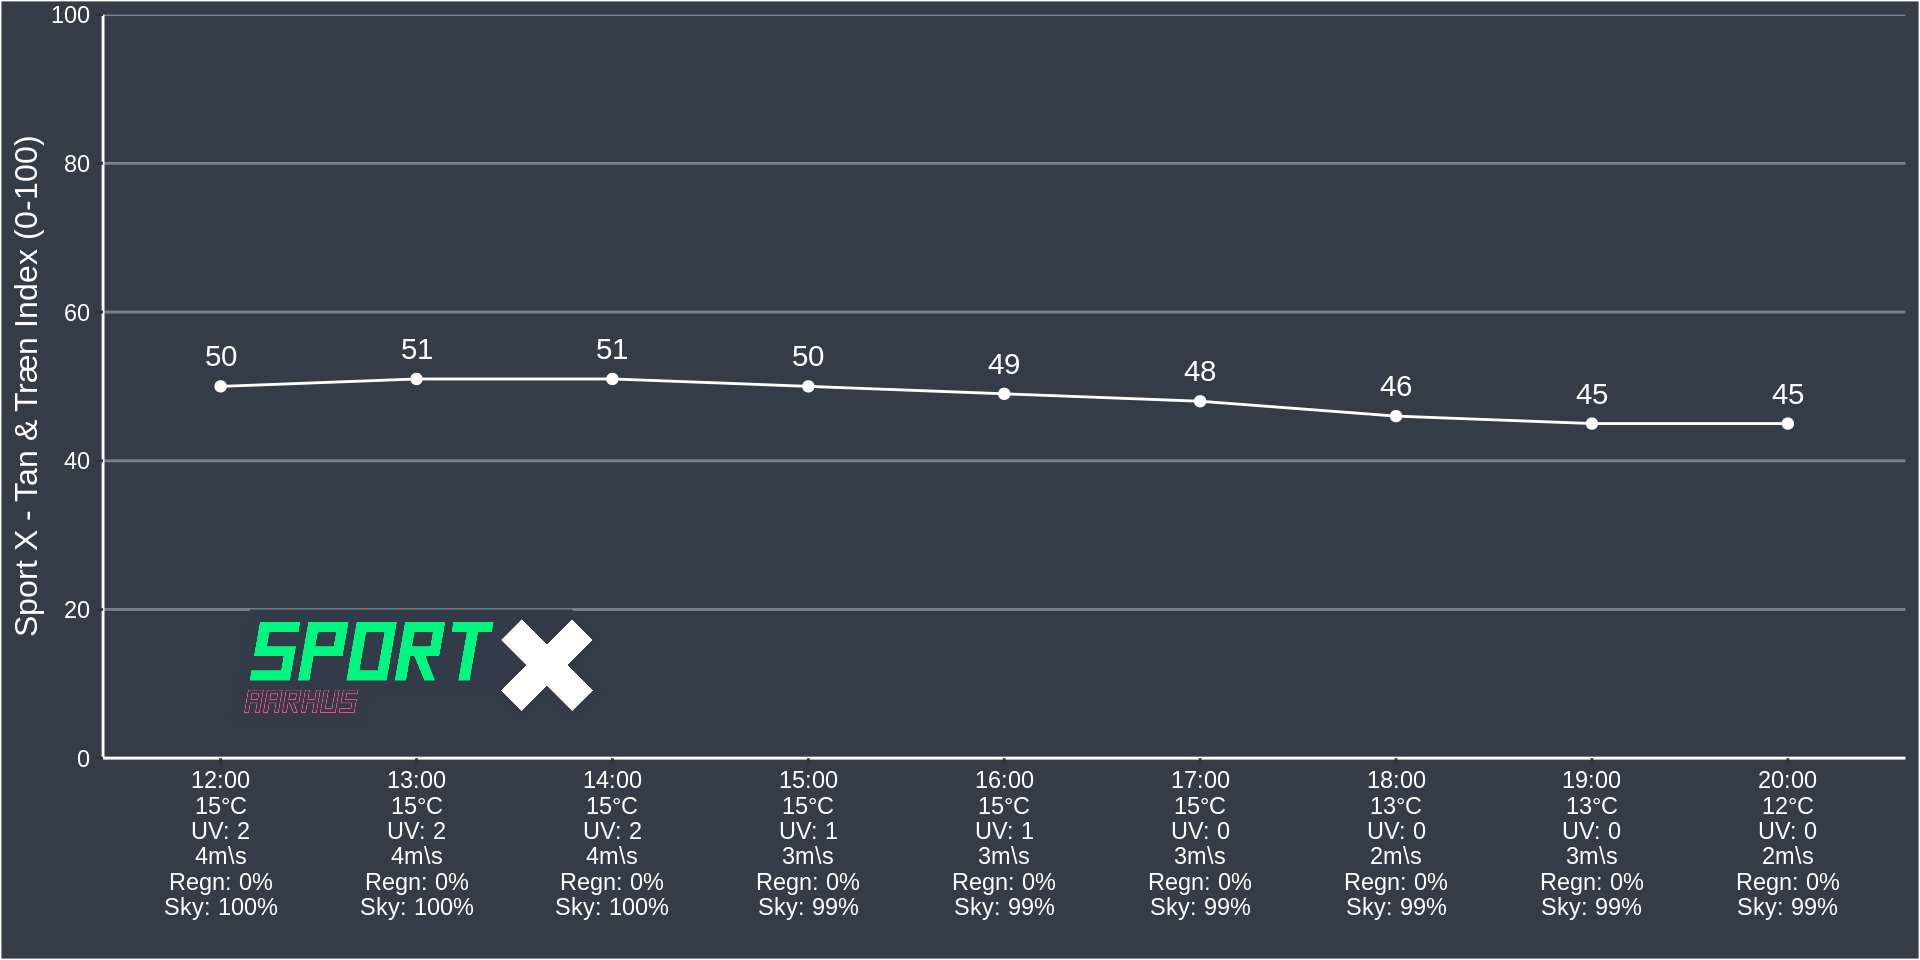 Sport X - Tan & Træn Index (0-100)
100
80
60
40
20
0
50 51 51 50 49 48 46 45 45
SPORT X
AARHUS
12:00 13:00 14:00 15:00 16:00 17:00 18:00 19:00 20:00
15°C 15°C 15°C 15°C 15°C 15°C 13°C 13°C 12°C
UV: 2 UV: 2 UV: 2 UV: 1 UV: 1 UV: 0 UV: 0 UV: 0 UV: 0
4m\s 4m\s 4m\s 3m\s 3m\s 3m\s 2m\s 3m\s 2m\s
Regn: 0% Regn: 0% Regn: 0% Regn: 0% Regn: 0% Regn: 0% Regn: 0% Regn: 0% Regn: 0%
Sky: 100% Sky: 100% Sky: 100% Sky: 99% Sky: 99% Sky: 99% Sky: 99% Sky: 99% Sky: 99%